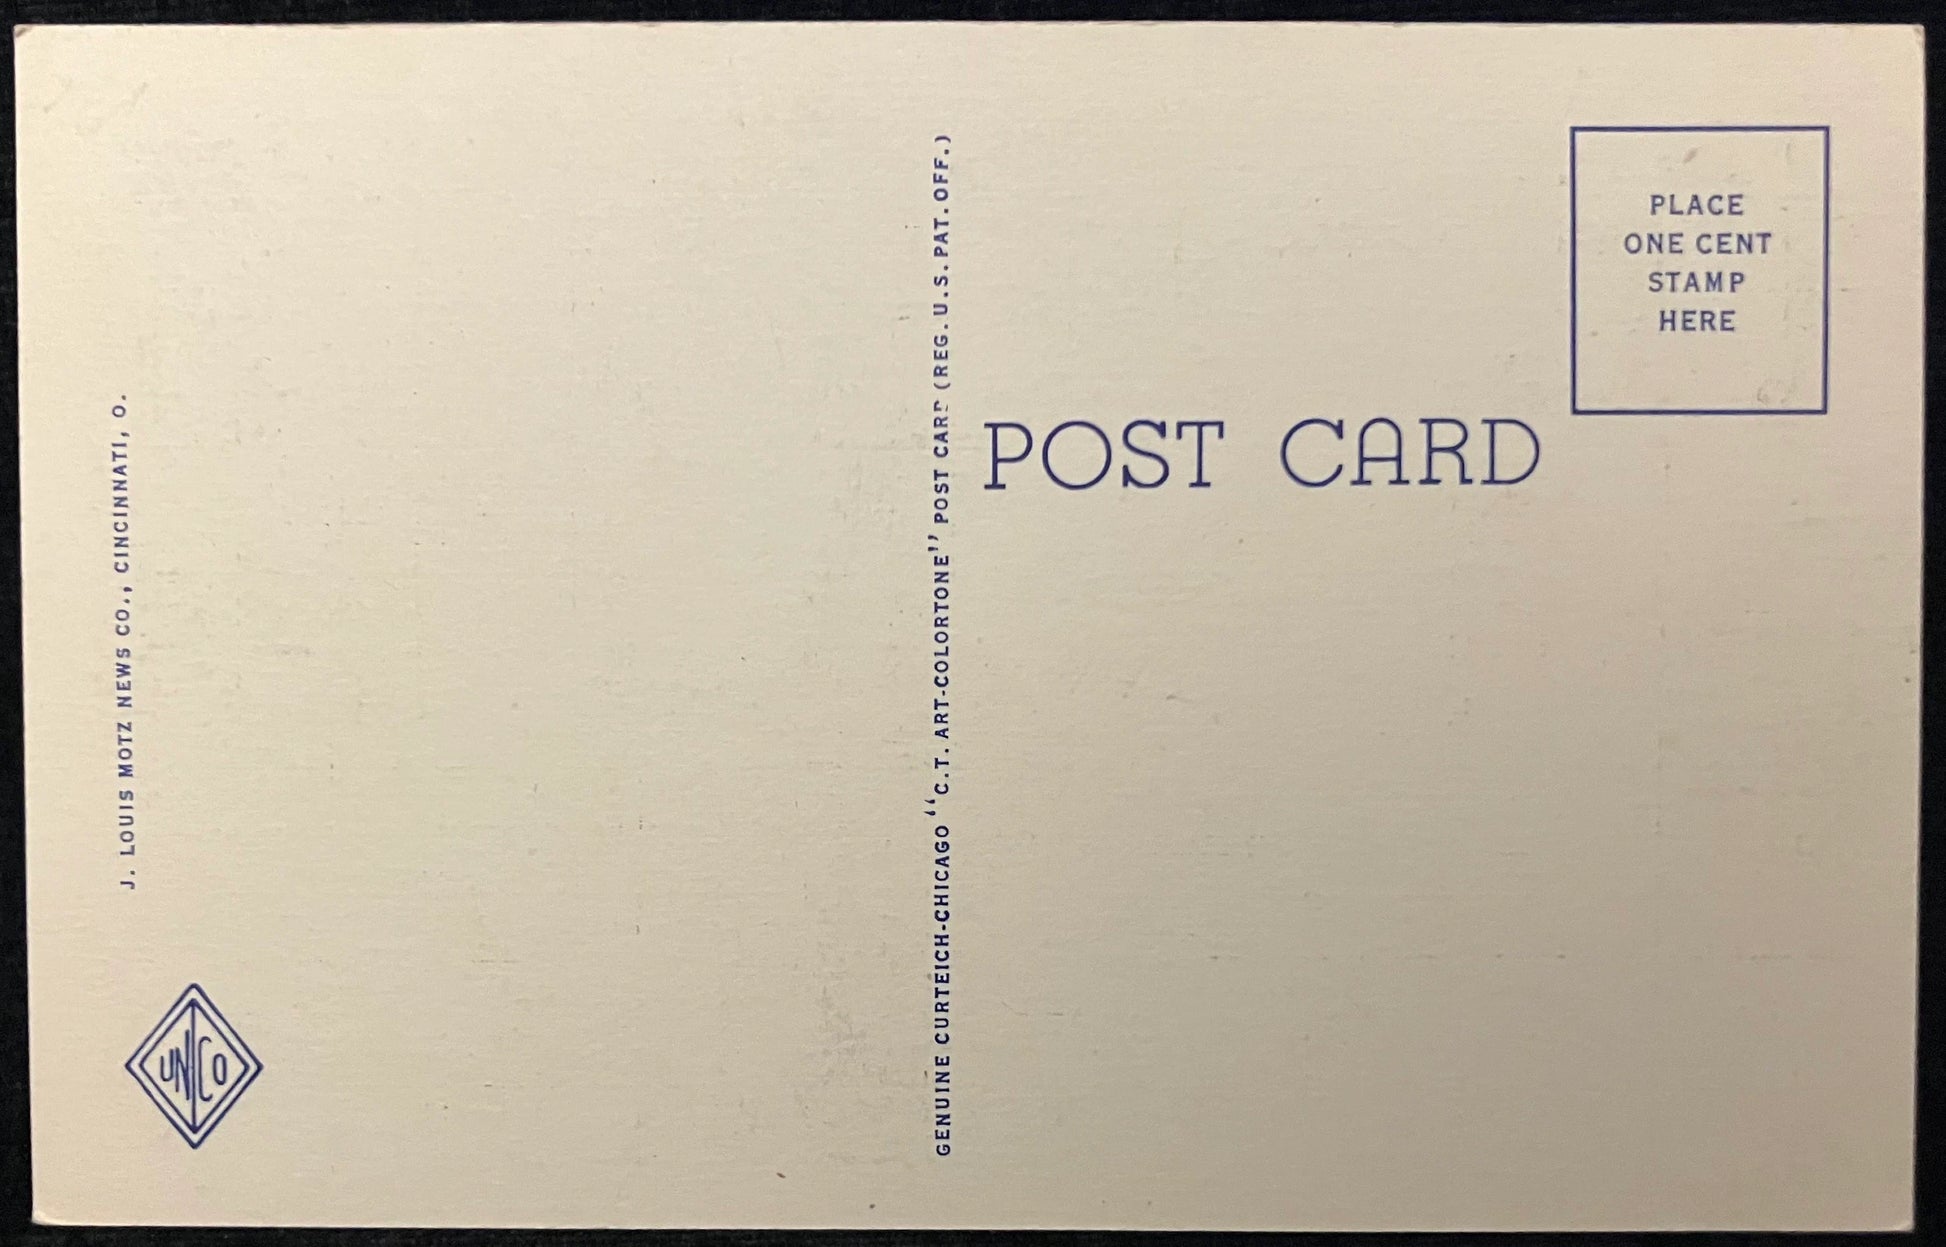 J. LOUIS MOTZ NEWS CO., CINCINNATI, O.
UNICO
GENUINE CURTEICH-CHICAGO "C.T. ART-COLORTONE" POST CARD (REG. U.S. PAT. OFF.)
PLACE
ONE CENT
STAMP
HERE
POST CARD